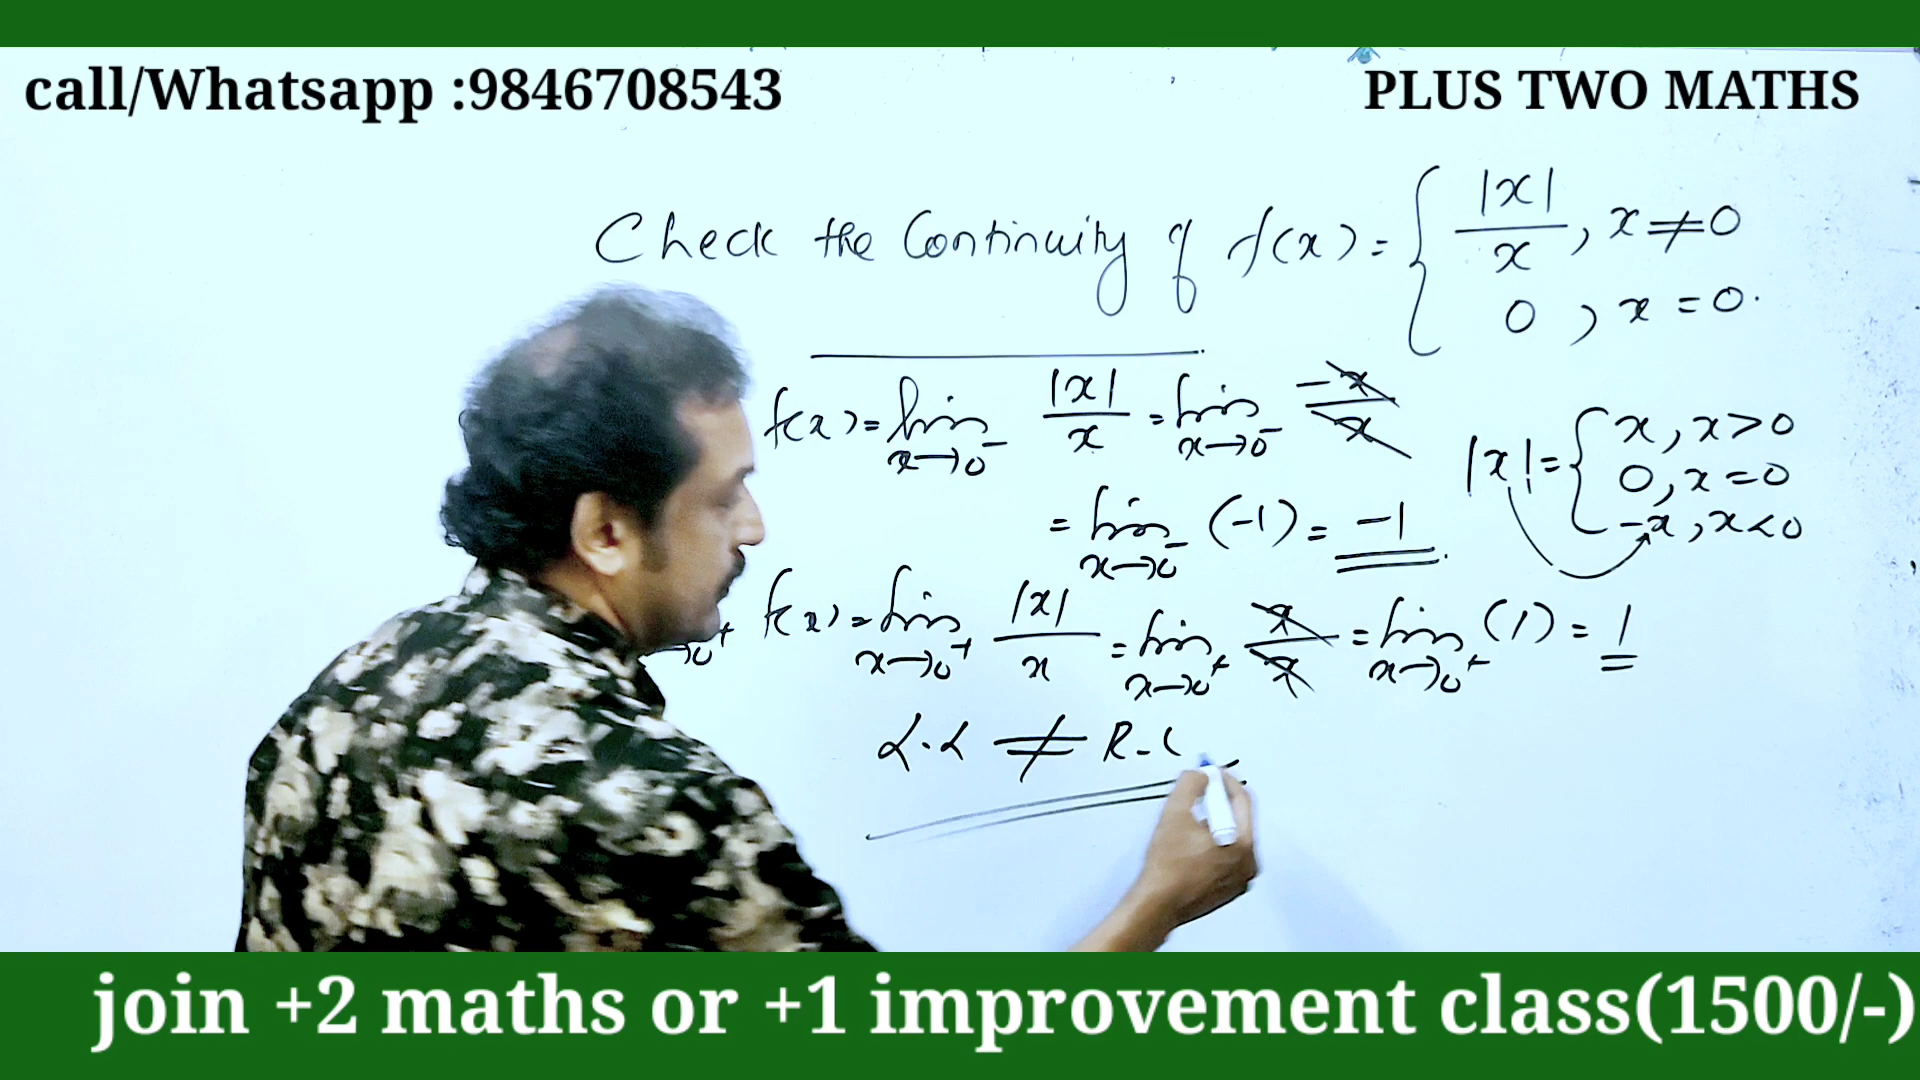 call/Whatsapp :9846708543
PLUS TWO MATHS
Check the Continuity of f(x) = { |x|/x , x ≠ 0
0 , x = 0.
f(x) = lim x→0⁻ |x|/x = lim x→0⁻ -x/x
|x| = { x, x > 0
0, x = 0
-x, x < 0
= lim x→0⁻ (-1) = -1
→0⁺ f(x) = lim x→0⁺ |x|/x = lim x→0⁺ x/x = lim x→0⁺ (1) = 1
L.L ≠ R-L
join +2 maths or +1 improvement class(1500/-)